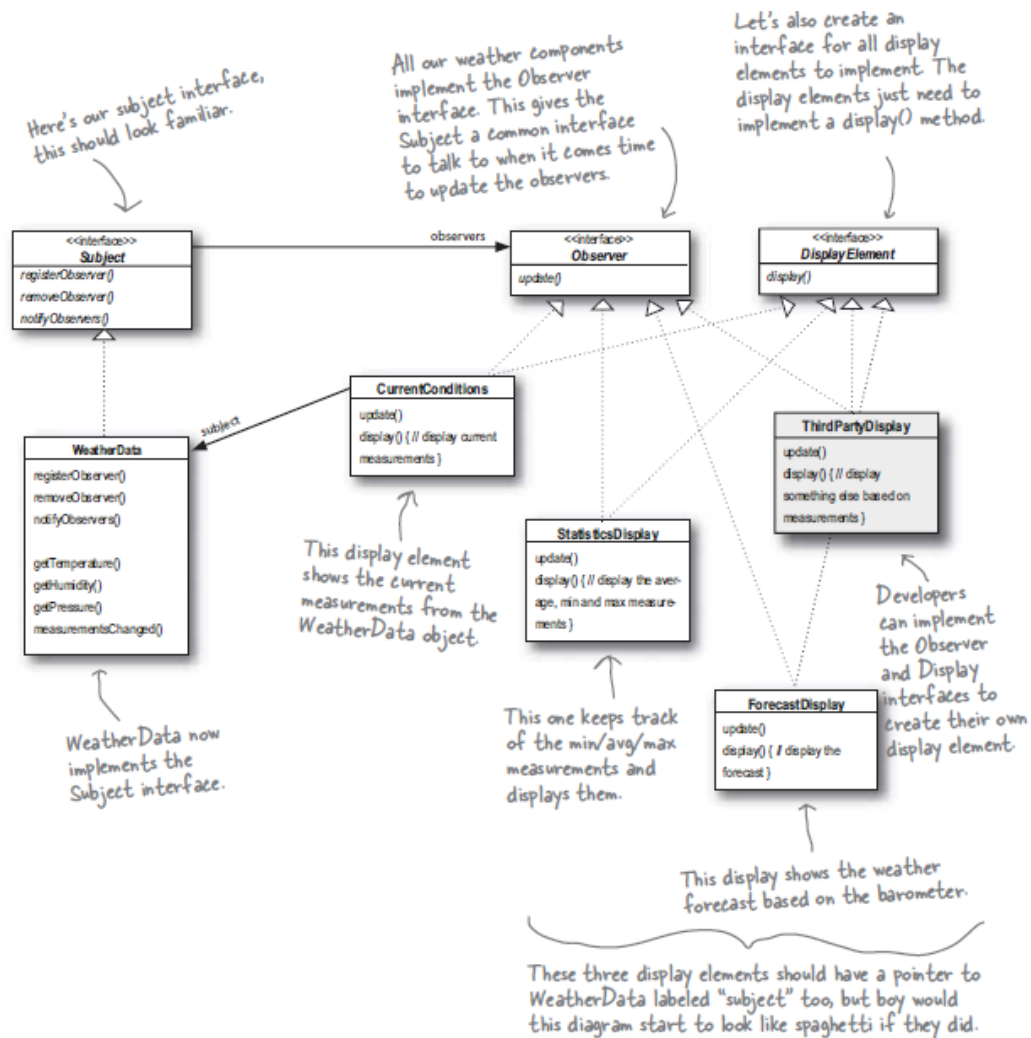 Here's our subject interface,
this should look familiar.
All our weather components
implement the Observer
interface. This gives the
Subject a common interface
to talk to when it comes time
to update the observers.
Let's also create an
interface for all display
elements to implement. The
display elements just need to
implement a display() method.
<<interface>>
Subject
registerObserver()
removeObserver()
notifyObservers()
observers
<<interface>>
Observer
update()
<<interface>>
DisplayElement
display()
subject
CurrentConditions
update()
display() { // display current
measurements }
WeatherData
registerObserver()
removeObserver()
notifyObservers()
getTemperature()
getHumidity()
getPressure()
measurementsChanged()
ThirdPartyDisplay
update()
display() { // display
something else based on
measurements }
StatisticsDisplay
update()
display() { // display the aver-
age, min and max measure-
ments }
This display element
shows the current
measurements from the
WeatherData object.
Developers
can implement
the Observer
and Display
interfaces to
create their own
display element.
ForecastDisplay
update()
display() { // display the
forecast }
WeatherData now
implements the
Subject interface.
This one keeps track
of the min/avg/max
measurements and
displays them.
This display shows the weather
forecast based on the barometer.
These three display elements should have a pointer to
WeatherData labeled "subject" too, but boy would
this diagram start to look like spaghetti if they did.